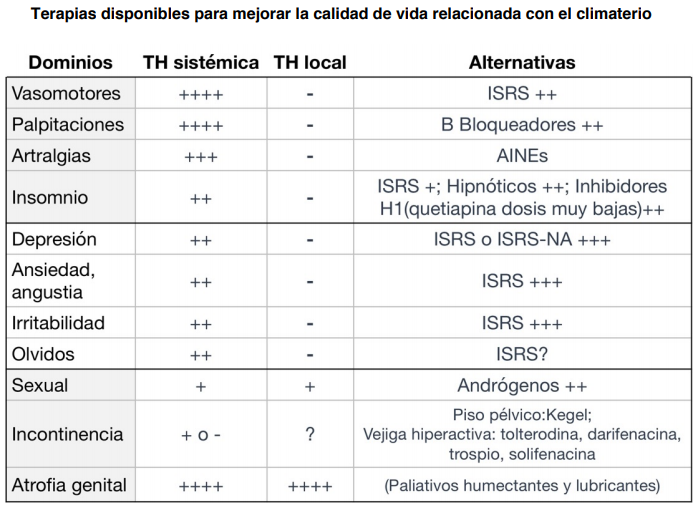 Terapias disponibles para mejorar la calidad de vida relacionada con el climaterio
Dominios TH sistémica TH local Alternativas
Vasomotores ++++ - ISRS ++
Palpitaciones ++++ - B Bloqueadores ++
Artralgias +++ - AINEs
Insomnio ++ - ISRS +; Hipnóticos ++; Inhibidores
H1(quetiapina dosis muy bajas)++
Depresión ++ - ISRS o ISRS-NA +++
Ansiedad,
angustia ++ - ISRS +++
Irritabilidad ++ - ISRS +++
Olvidos ++ - ISRS?
Sexual + + Andrógenos ++
Incontinencia + o - ? Piso pélvico:Kegel;
Vejiga hiperactiva: tolterodina, darifenacina,
trospio, solifenacina
Atrofia genital ++++ ++++ (Paliativos humectantes y lubricantes)